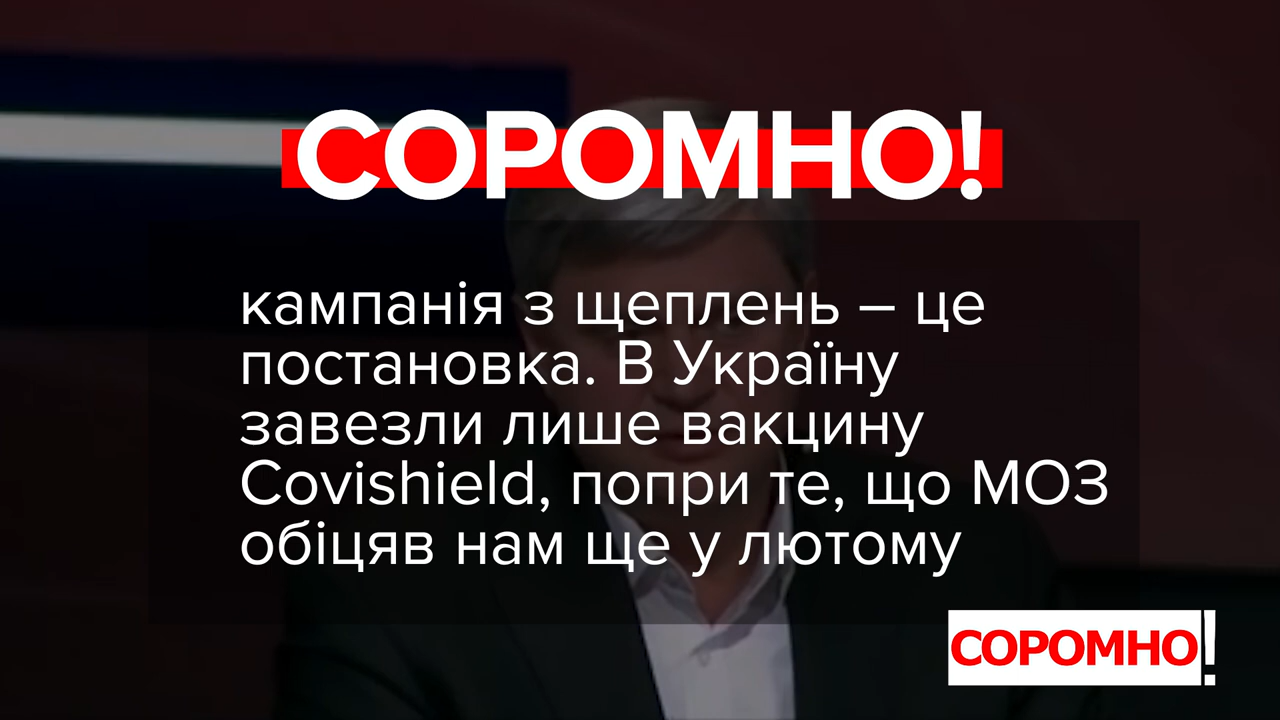 СОРОМНО!
кампанія з щеплень – це
постановка. В Україну
завезли лише вакцину
Covishield, попри те, що МОЗ
обіцяв нам ще у лютому
СОРОМНО!